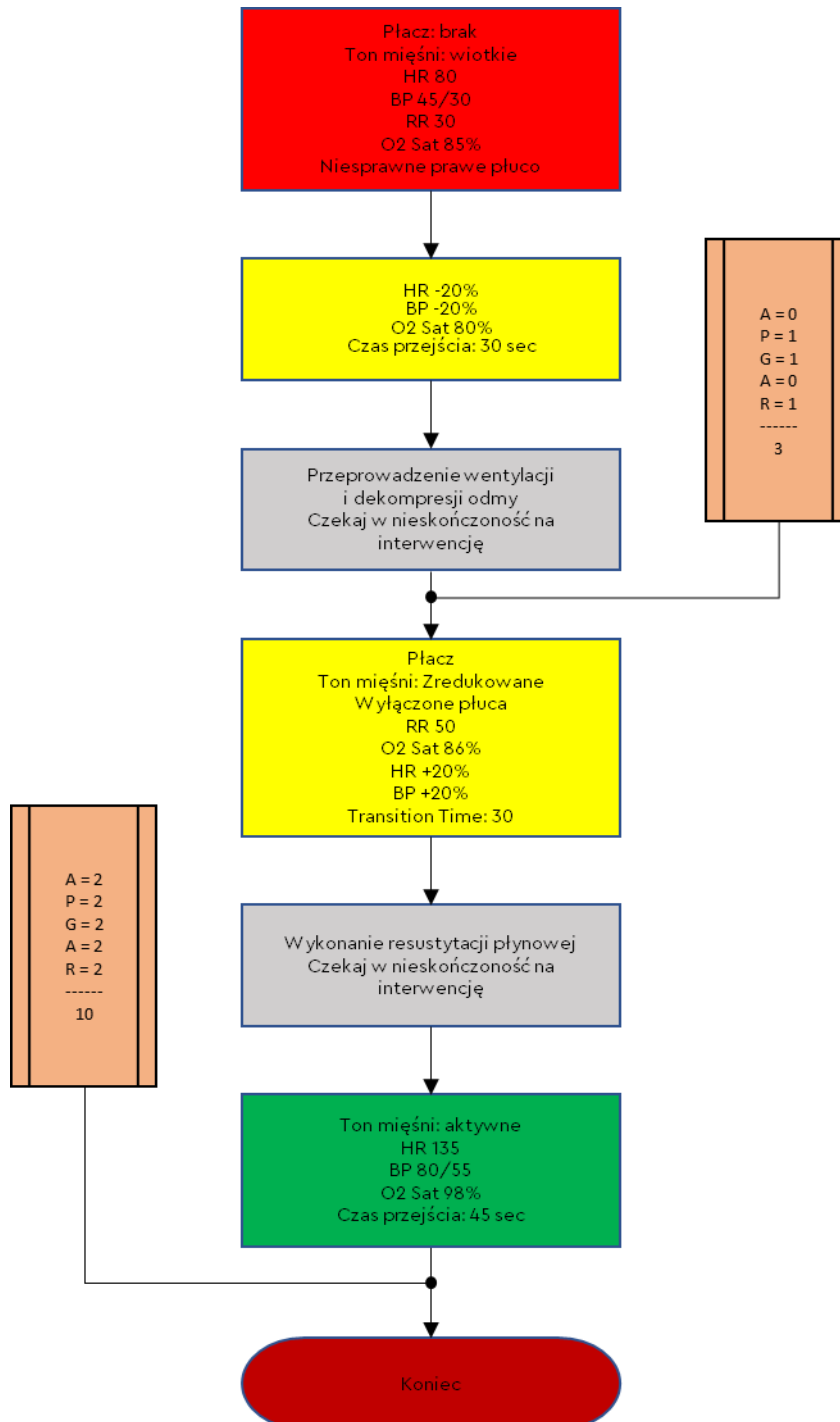 Płacz: brak
Ton mięśni: wiotkie
HR 80
BP 45/30
RR 30
O2 Sat 85%
Niesprawne prawe płuco
HR -20%
BP -20%
O2 Sat 80%
Czas przejścia: 30 sec
A = 0
P = 1
G = 1
A = 0
R = 1
------
3
Przeprowadzenie wentylacji
i dekompresji odmy
Czekaj w nieskończoność na
interwencję
Płacz
Ton mięśni: Zredukowane
Wyłączone płuca
RR 50
O2 Sat 86%
HR +20%
BP +20%
Transition Time: 30
A = 2
P = 2
G = 2
A = 2
R = 2
------
10
Wykonanie resustytacji płynowej
Czekaj w nieskończoność na
interwencję
Ton mięśni: aktywne
HR 135
BP 80/55
O2 Sat 98%
Czas przejścia: 45 sec
Koniec